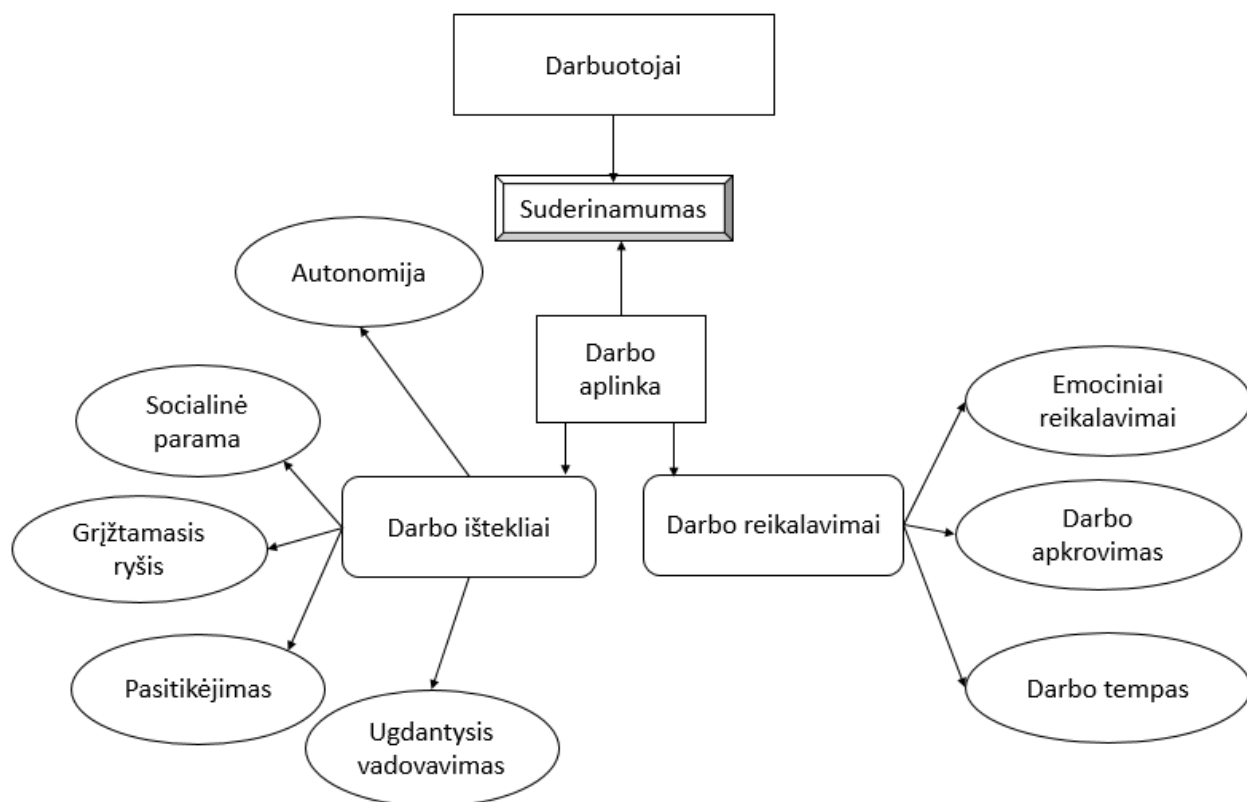 Darbuotojai
Suderinamumas
Autonomija
Darbo
aplinka
Socialinė
parama
Emociniai
reikalavimai
Grįžtamasis
ryšis
Darbo ištekliai
Darbo reikalavimai
Darbo
apkrovimas
Pasitikėjimas
Ugdantysis
vadovavimas
Darbo tempas